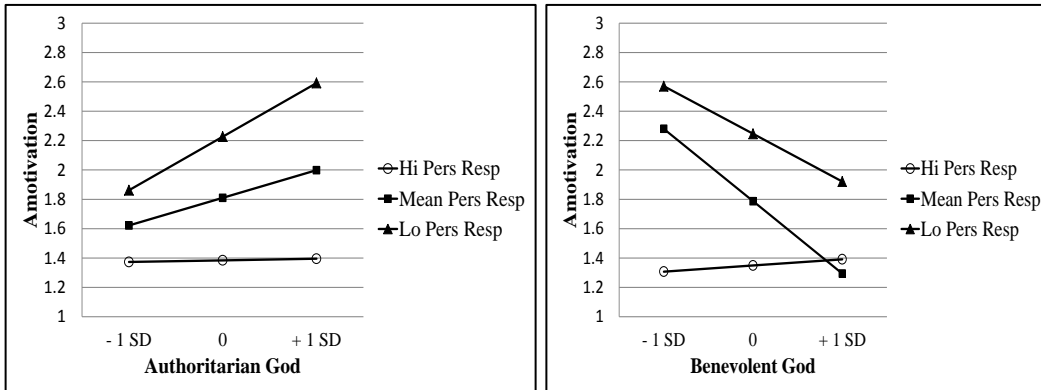 3
2.8
2.6
2.4
2.2
2
1.8
1.6
1.4
1.2
1
Amotivation
- 1 SD 0 + 1 SD
Authoritarian God
Hi Pers Resp
Mean Pers Resp
Lo Pers Resp
3
2.8
2.6
2.4
2.2
2
1.8
1.6
1.4
1.2
1
Amotivation
- 1 SD 0 + 1 SD
Benevolent God
Hi Pers Resp
Mean Pers Resp
Lo Pers Resp